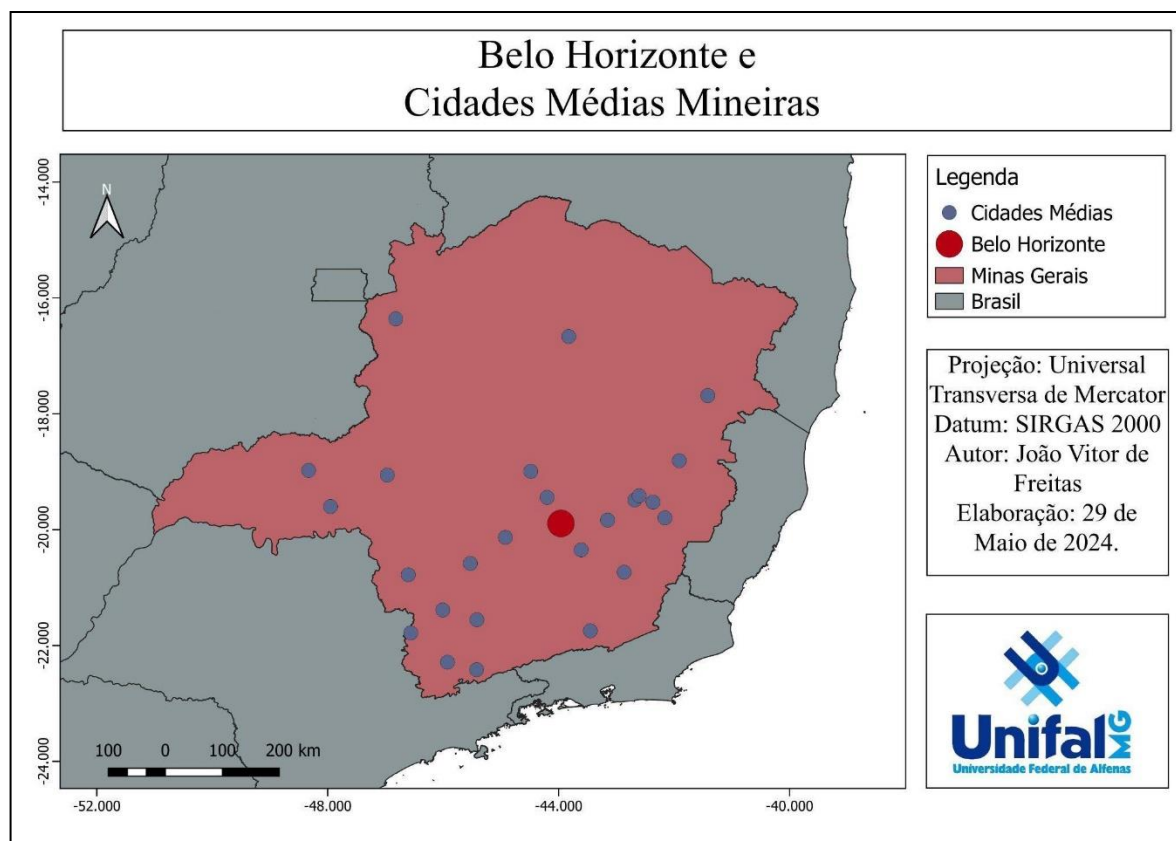 Belo Horizonte e
Cidades Médias Mineiras
-14.000
-16.000
-18.000
-20.000
-22.000
-24.000
N
100 0 100 200 km
-52.000 -48.000 -44.000 -40.000
Legenda
Cidades Médias
Belo Horizonte
Minas Gerais
Brasil
Projeção: Universal
Transversa de Mercator
Datum: SIRGAS 2000
Autor: João Vitor de
Freitas
Elaboração: 29 de
Maio de 2024.
Unifal MG
Universidade Federal de Alfenas